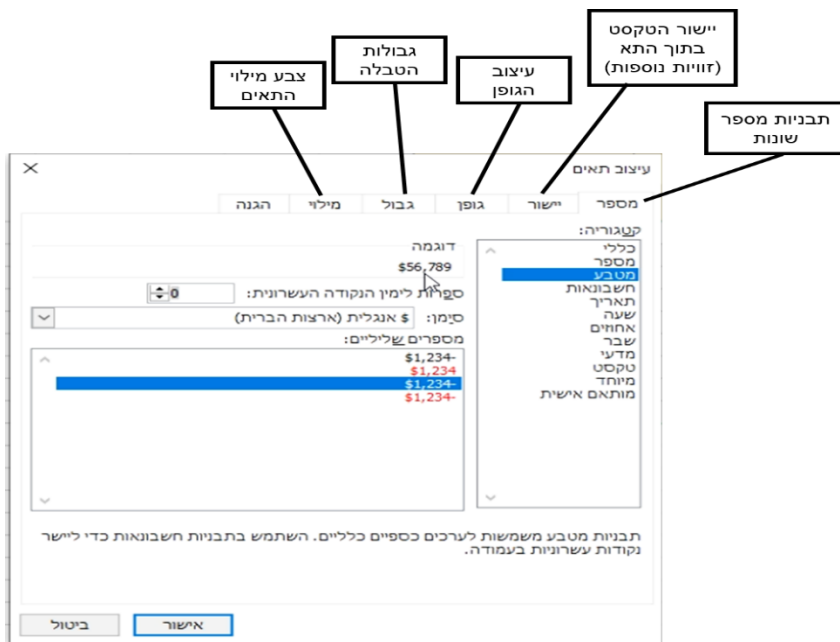 יישור הטקסט
בתוך התא
(זוויות נוספות)
גבולות
הטבלה
עיצוב
הגופן
צבע מילוי
התאים
תבניות מספר
שונות
עיצוב תאים
מספר
יישור
גופן
גבול
מילוי
הגנה
קטגוריה:
כללי
מספר
מטבע
חשבונאות
תאריך
שעה
אחוזים
שבר
מדעי
טקסט
מיוחד
מותאם אישית
דוגמה
$56,789
ספרות לימין הנקודה העשרונית: 0
סימן: $ אנגלית (ארצות הברית)
מספרים שליליים:
$1,234-
$1,234
$1,234-
$1,234-
תבניות מטבע משמשות לערכים כספיים כלליים. השתמש בתבניות חשבונאות כדי ליישר
נקודות עשרוניות בעמודה.
אישור
ביטול